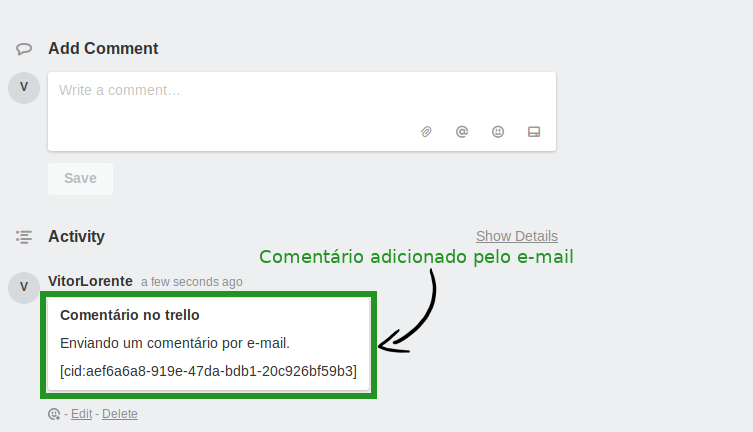 Add Comment
V
Write a comment…
@
Save
Activity
Show Details
Comentário adicionado pelo e-mail
V
VitorLorente a few seconds ago
Comentário no trello
Enviando um comentário por e-mail.
[cid:aef6a6a8-919e-47da-bdb1-20c926bf59b3]
- Edit - Delete